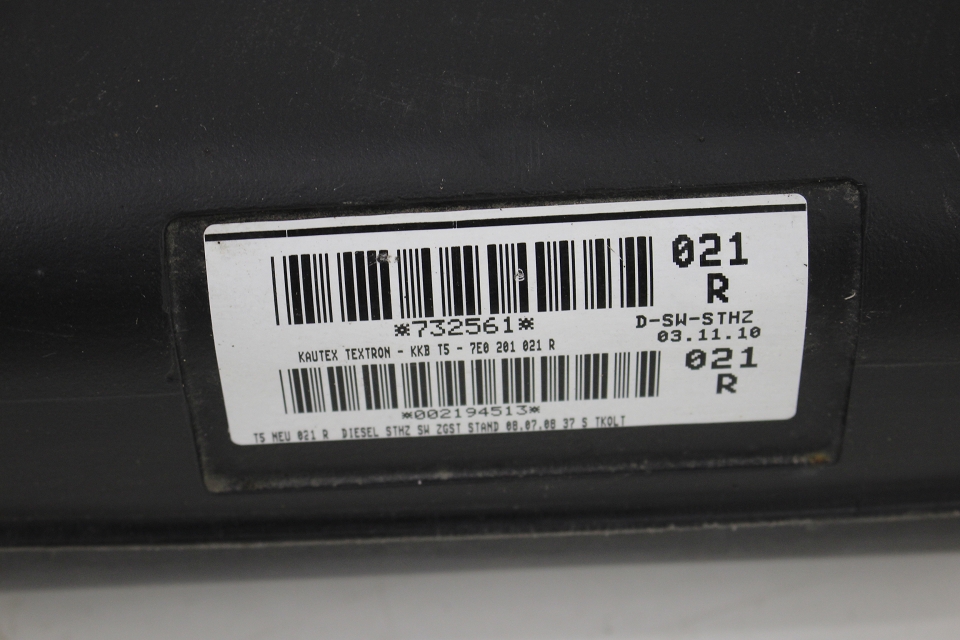 021
R
*732561*
D-SW-STHZ
03.11.10
KAUTEX TEXTRON - KKB T5 - 7E0 201 021 R
021
R
*002194513*
T5 NEU 021 R DIESEL STHZ SW ZGST STAND 08.07.08 37 S TKOLT